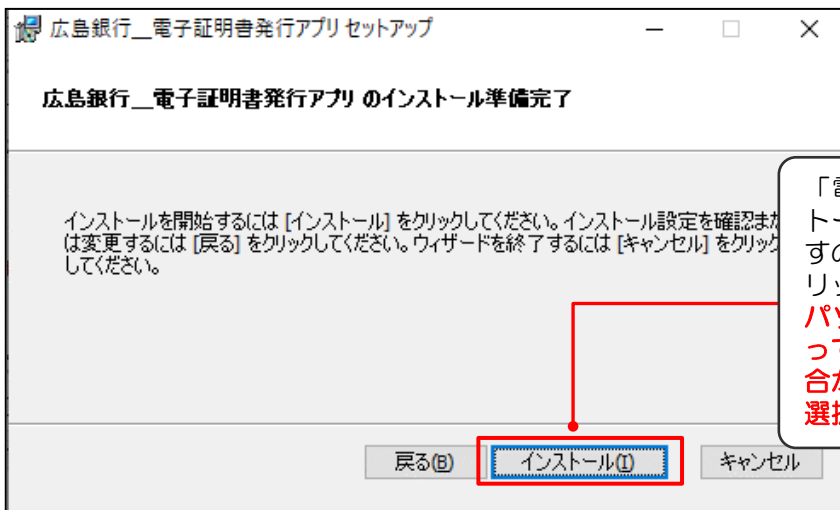 広島銀行__電子証明書発行アプリ セットアップ
広島銀行__電子証明書発行アプリ のインストール準備完了
インストールを開始するには [インストール] をクリックしてください。インストール設定を確認また
は変更するには [戻る] をクリックしてください。ウィザードを終了するには [キャンセル] をクリック
してください。
「電
トー
すの
リッ
パソ
って
合か
選択
戻る(B)
インストール(I)
キャンセル